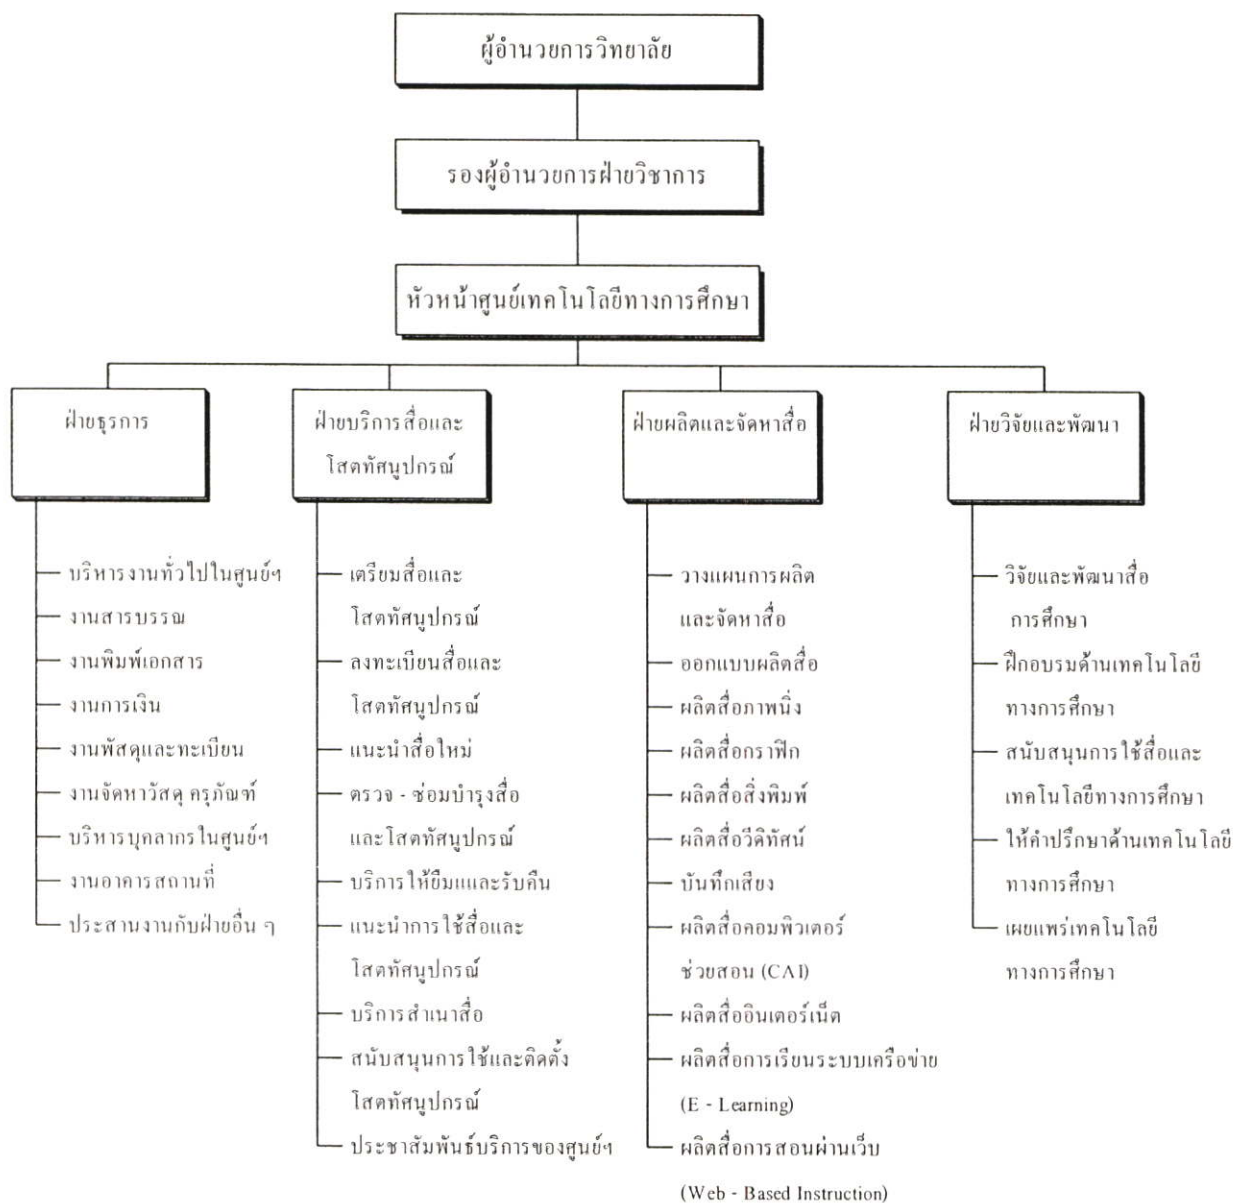 ผู้อำนวยการวิทยาลัย
รองผู้อำนวยการฝ่ายวิชาการ
หัวหน้าศูนย์เทคโนโลยีทางการศึกษา
ฝ่ายธุรการ
บริหารงานทั่วไปในศูนย์ฯ
งานสารบรรณ
งานพิมพ์เอกสาร
งานการเงิน
งานพัสดุและทะเบียน
งานจัดหาวัสดุ ครุภัณฑ์
บริหารบุคลากรในศูนย์ฯ
งานอาคารสถานที่
ประสานงานกับฝ่ายอื่น ๆ
ฝ่ายบริการสื่อและ
โสตทัศนูปกรณ์
เตรียมสื่อและ
โสตทัศนูปกรณ์
ลงทะเบียนสื่อและ
โสตทัศนูปกรณ์
แนะนำสื่อใหม่
ตรวจ - ซ่อมบำรุงสื่อ
และโสตทัศนูปกรณ์
บริการให้ยืมและรับคืน
แนะนำการใช้สื่อและ
โสตทัศนูปกรณ์
บริการสำเนาสื่อ
สนับสนุนการใช้และติดตั้ง
โสตทัศนูปกรณ์
ประชาสัมพันธ์บริการของศูนย์ฯ
ฝ่ายผลิตและจัดหาสื่อ
วางแผนการผลิต
และจัดหาสื่อ
ออกแบบผลิตสื่อ
ผลิตสื่อภาพนิ่ง
ผลิตสื่อกราฟิก
ผลิตสื่อสิ่งพิมพ์
ผลิตสื่อวีดิทัศน์
บันทึกเสียง
ผลิตสื่อคอมพิวเตอร์
ช่วยสอน (CAI)
ผลิตสื่ออินเตอร์เน็ต
ผลิตสื่อการเรียนระบบเครือข่าย
(E - Learning)
ผลิตสื่อการสอนผ่านเว็บ
(Web - Based Instruction)
ฝ่ายวิจัยและพัฒนา
วิจัยและพัฒนาสื่อ
การศึกษา
ฝึกอบรมด้านเทคโนโลยี
ทางการศึกษา
สนับสนุนการใช้สื่อและ
เทคโนโลยีทางการศึกษา
ให้คำปรึกษาด้านเทคโนโลยี
ทางการศึกษา
เผยแพร่เทคโนโลยี
ทางการศึกษา